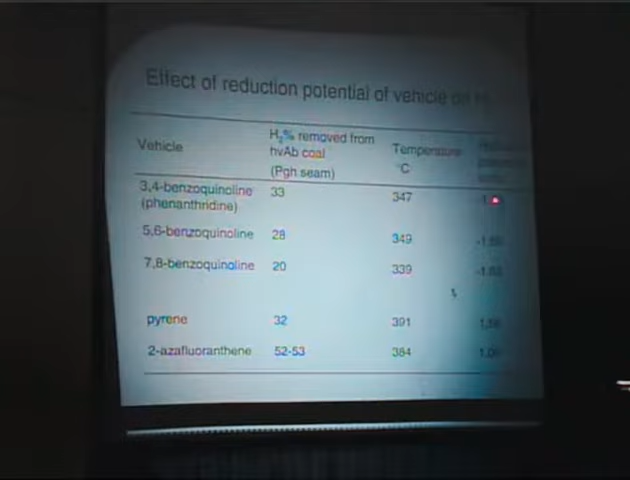 Effect of reduction potential of vehicle on
Vehicle H2% removed from hvAb coal (Pgh seam) Temperature °C
3,4-benzoquinoline (phenanthridine) 33 347
5,6-benzoquinoline 28 349
7,8-benzoquinoline 20 339
pyrene 32 391
2-azafluoranthene 52-53 384